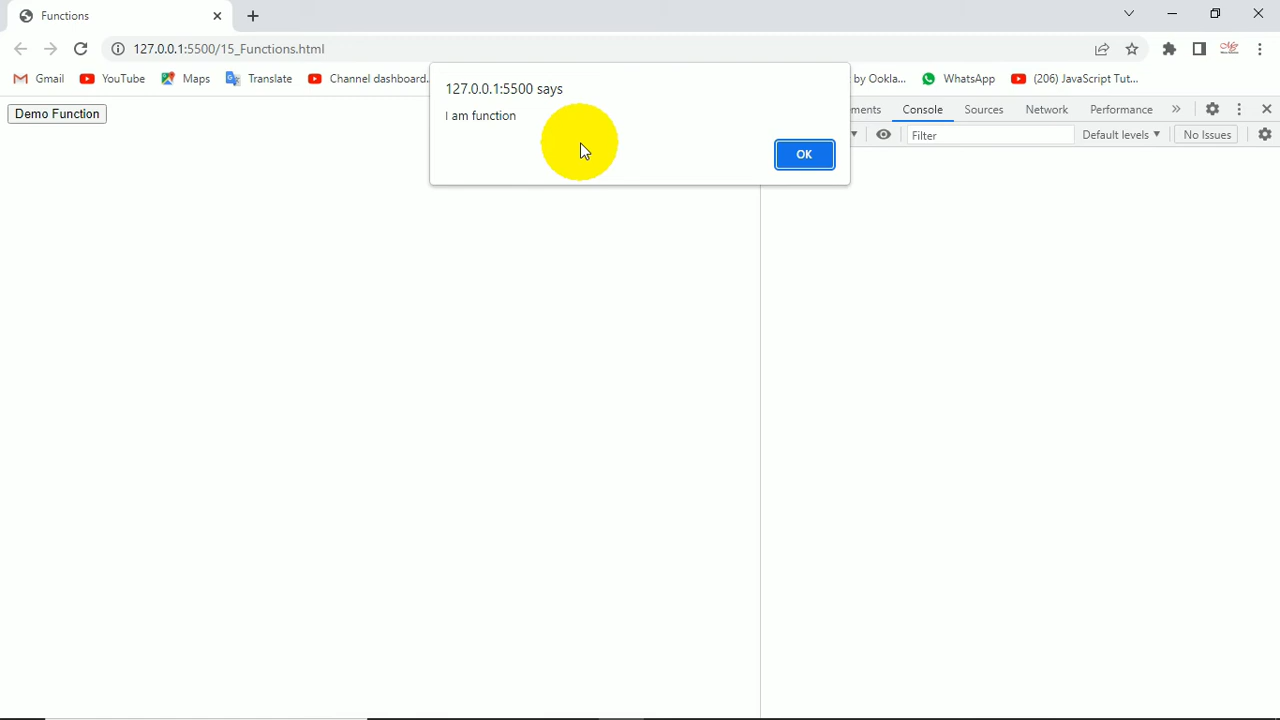 Functions
127.0.0.1:5500/15_Functions.html
Gmail
YouTube
Maps
Translate
Channel dashboard.
by Ookla...
WhatsApp
(206) JavaScript Tut...
127.0.0.1:5500 says
I am function
OK
Demo Function
ments
Console
Sources
Network
Performance
»
Filter
Default levels
No Issues